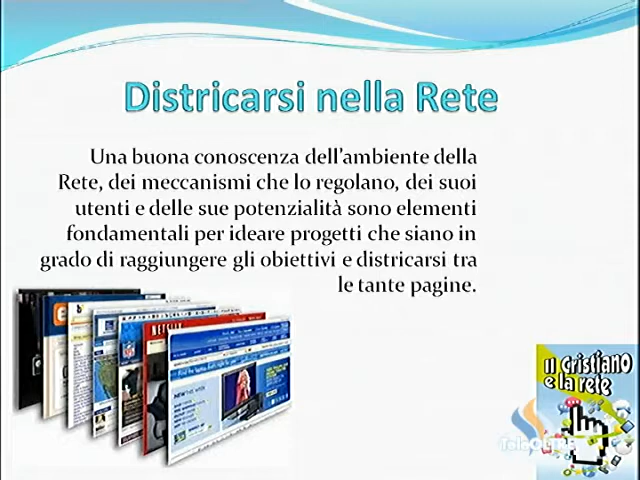 Districarsi nella Rete
Una buona conoscenza dell'ambiente della
Rete, dei meccanismi che lo regolano, dei suoi
utenti e delle sue potenzialità sono elementi
fondamentali per ideare progetti che siano in
grado di raggiungere gli obiettivi e districarsi tra
le tante pagine.
NETFLIX
NFL
Il cristiano
e la rete